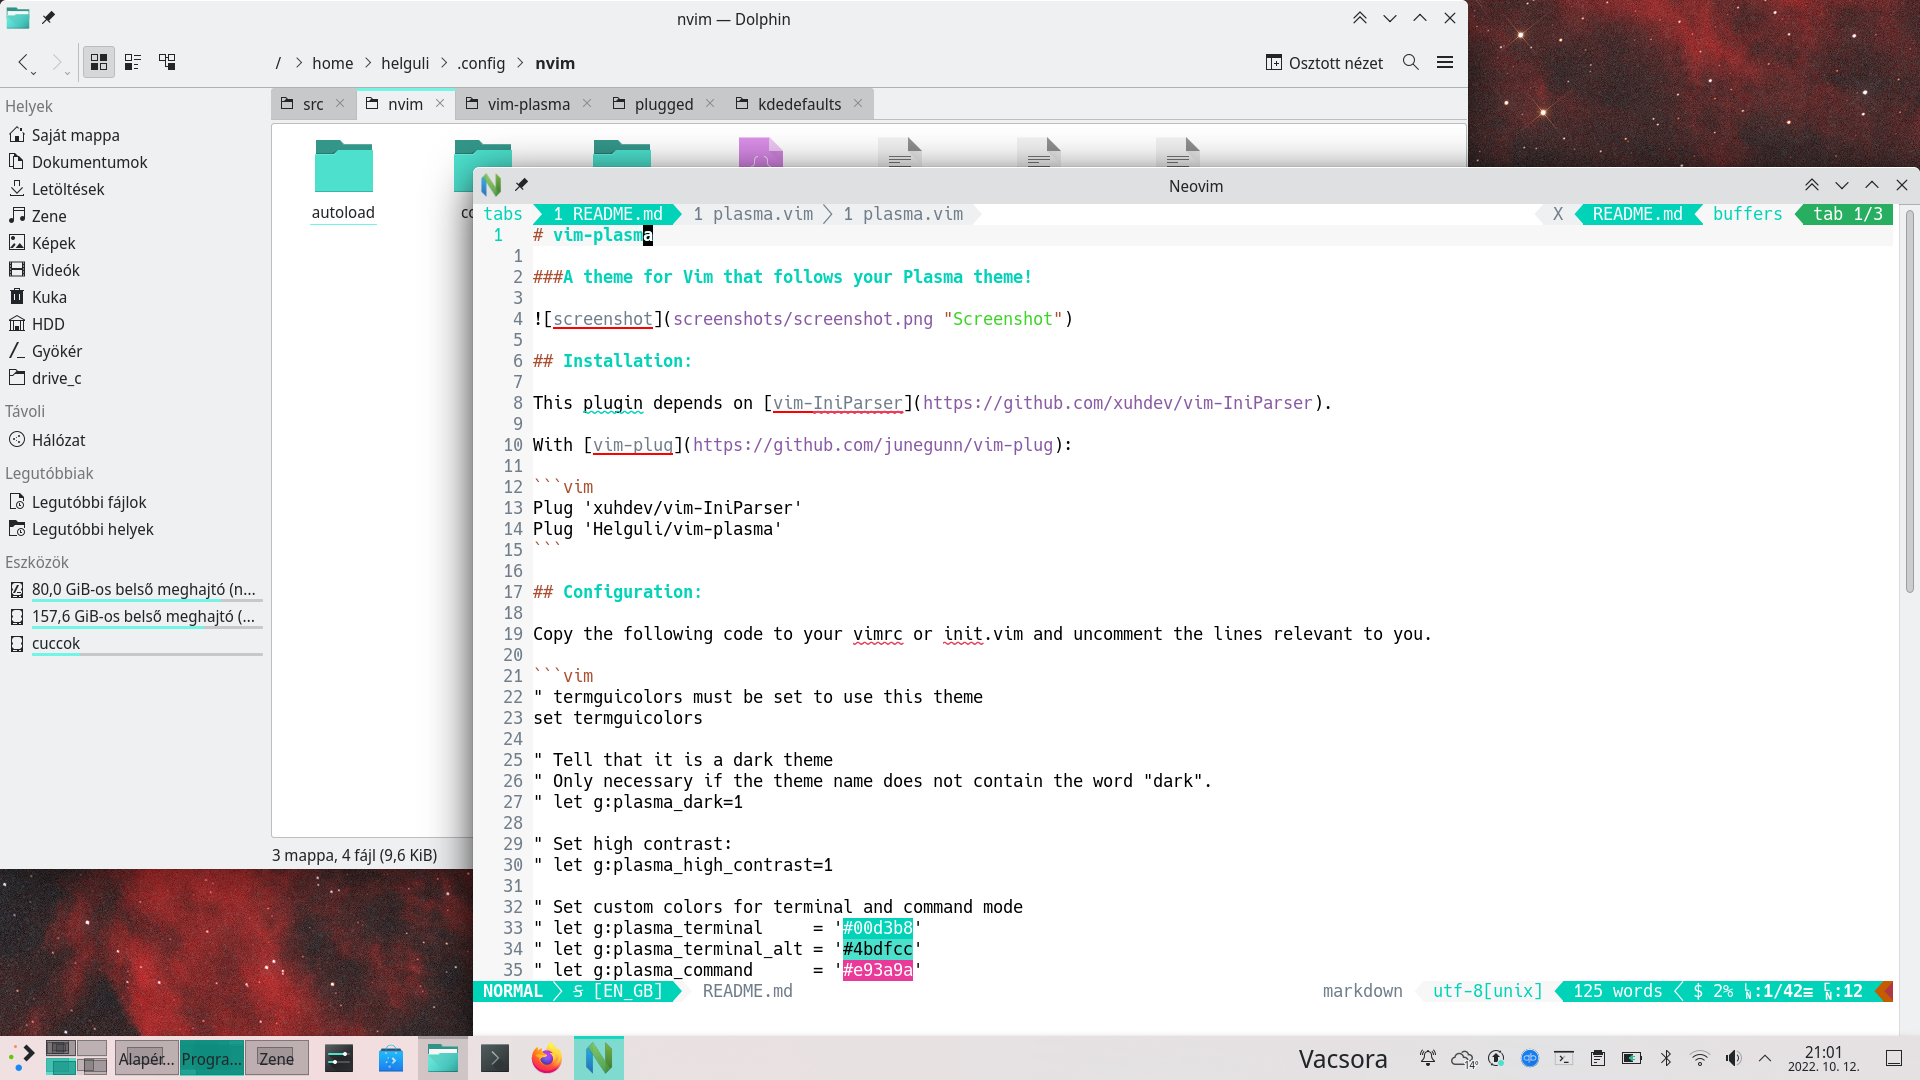 nvim — Dolphin
/ > home > helguli > .config > nvim
Osztott nézet
src
nvim
vim-plasma
plugged
kdedefaults
Helyek
Saját mappa
Dokumentumok
Letöltések
Zene
Képek
Videók
Kuka
HDD
Gyökér
drive_c
Távoli
Hálózat
Legutóbbiak
Legutóbbi fájlok
Legutóbbi helyek
Eszközök
80,0 GiB-os belső meghajtó (n...
157,6 GiB-os belső meghajtó (...
cuccok
autoload
3 mappa, 4 fájl (9,6 KiB)
Neovim
tabs 1 README.md 1 plasma.vim 1 plasma.vim X README.md buffers tab 1/3
1 # vim-plasma
1
2 ###A theme for Vim that follows your Plasma theme!
3
4 ![screenshot](screenshots/screenshot.png "Screenshot")
5
6 ## Installation:
7
8 This plugin depends on [vim-IniParser](https://github.com/xuhdev/vim-IniParser).
9
10 With [vim-plug](https://github.com/junegunn/vim-plug):
11
12 ```vim
13 Plug 'xuhdev/vim-IniParser'
14 Plug 'Helguli/vim-plasma'
15 ```
16
17 ## Configuration:
18
19 Copy the following code to your vimrc or init.vim and uncomment the lines relevant to you.
20
21 ```vim
22 " termguicolors must be set to use this theme
23 set termguicolors
24
25 " Tell that it is a dark theme
26 " Only necessary if the theme name does not contain the word "dark".
27 " let g:plasma_dark=1
28
29 " Set high contrast:
30 " let g:plasma_high_contrast=1
31
32 " Set custom colors for terminal and command mode
33 " let g:plasma_terminal     = '#00d3b8'
34 " let g:plasma_terminal_alt = '#4bdfcc'
35 " let g:plasma_command      = '#e93a9a'
NORMAL S [EN_GB] README.md markdown utf-8[unix] 125 words $ 2% ␤:1/42≡ ␤:12
Alapér...
Progra...
Zene
Vacsora
14°
21:01
2022. 10. 12.